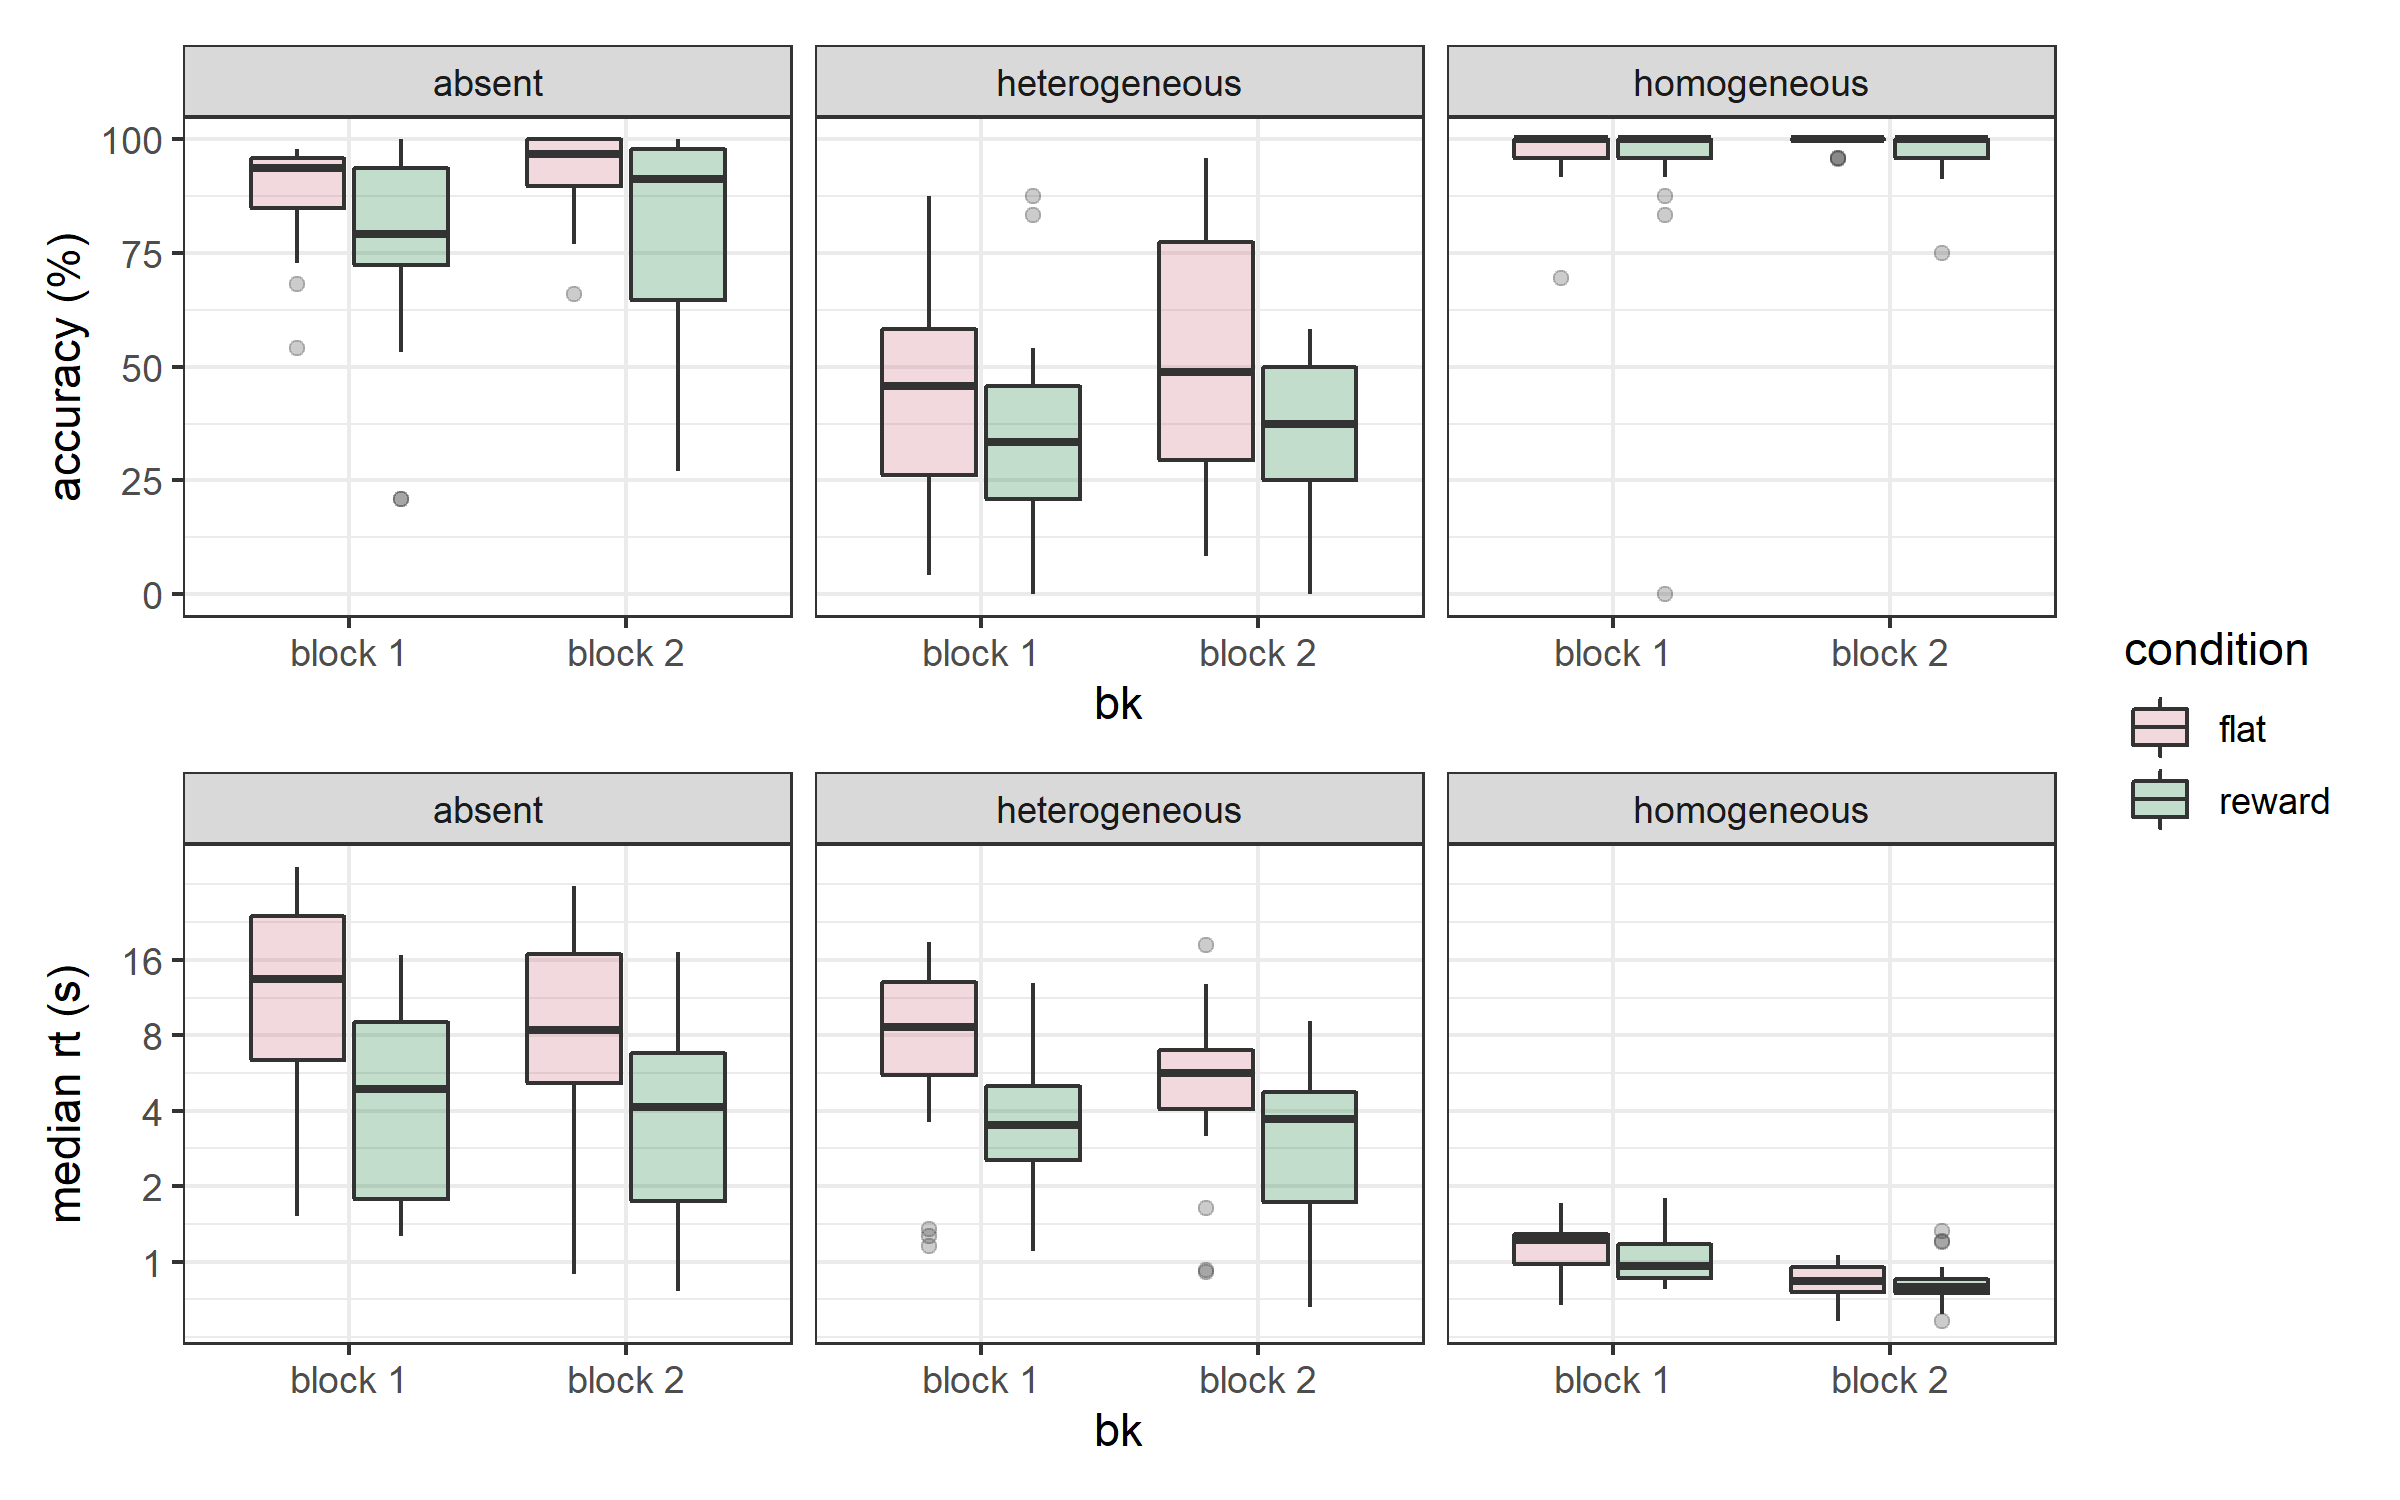 absent heterogeneous homogeneous
accuracy (%)
100
75
50
25
0
block 1 block 2 block 1 block 2 block 1 block 2
bk
condition
flat
reward
absent heterogeneous homogeneous
median rt (s)
16
8
4
2
1
block 1 block 2 block 1 block 2 block 1 block 2
bk